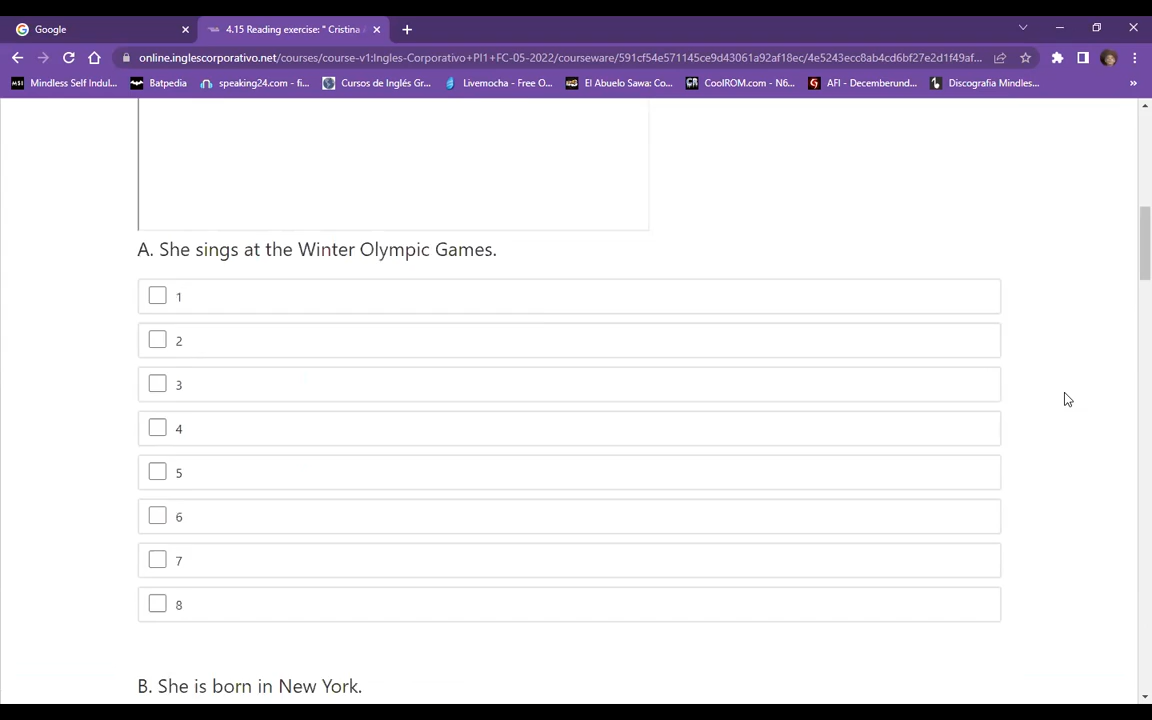 Google
4.15 Reading exercise: " Cristina
online.inglescorporativo.net/courses/course-v1:Ingles-Corporativo+PI1+FC-05-2022/courseware/591cf54e571145ce9d43061a92af18ec/4e5243ecc8ab4cd6bf27e2d1f49af...
Mindless Self Indul...
Batpedia
speaking24.com - fi...
Cursos de Inglés Gr...
Livemocha - Free O...
El Abuelo Sawa: Co...
CoolROM.com - N6...
AFI - Decemberund...
Discografia Mindles...
A. She sings at the Winter Olympic Games.
1
2
3
4
5
6
7
8
B. She is born in New York.